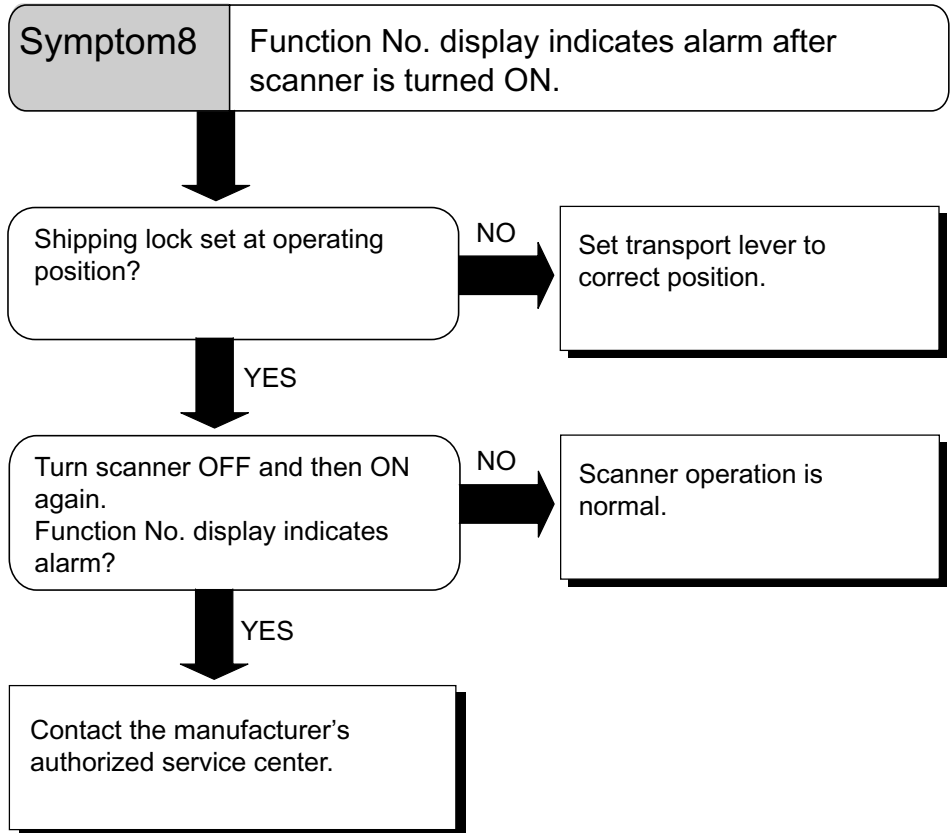 Symptom8
Function No. display indicates alarm after
scanner is turned ON.
Shipping lock set at operating
position?
NO
Set transport lever to
correct position.
YES
Turn scanner OFF and then ON
again.
Function No. display indicates
alarm?
NO
Scanner operation is
normal.
YES
Contact the manufacturer’s
authorized service center.